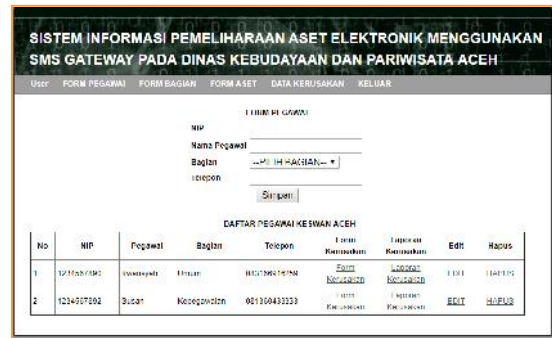 SISTEM INFORMASI PEMELIHARAAN ASET ELEKTRONIK MENGGUNAKAN
SMS GATEWAY PADA DINAS KEBUDAYAAN DAN PARIWISATA ACEH
User FORM PEGAWAI FORM BAGIAN FORM ASET DATA KERUSAKAN KELUAR
FORM PEGAWAI
NIP
Nama Pegawai
Bagian --PILIH BAGIAN--
Telepon
Simpan
DAFTAR PEGAWAI KESWAN ACEH
No NIP Pegawai Bagian Telepon Form Kerusakan Laporan Kerusakan Edit Hapus
1 1234567890 Umum Form Kerusakan Laporan Kerusakan EDIT HAPUS
2 1234567892 Busan Kepegawaian 081360433333 Form Kerusakan Laporan Kerusakan EDIT HAPUS